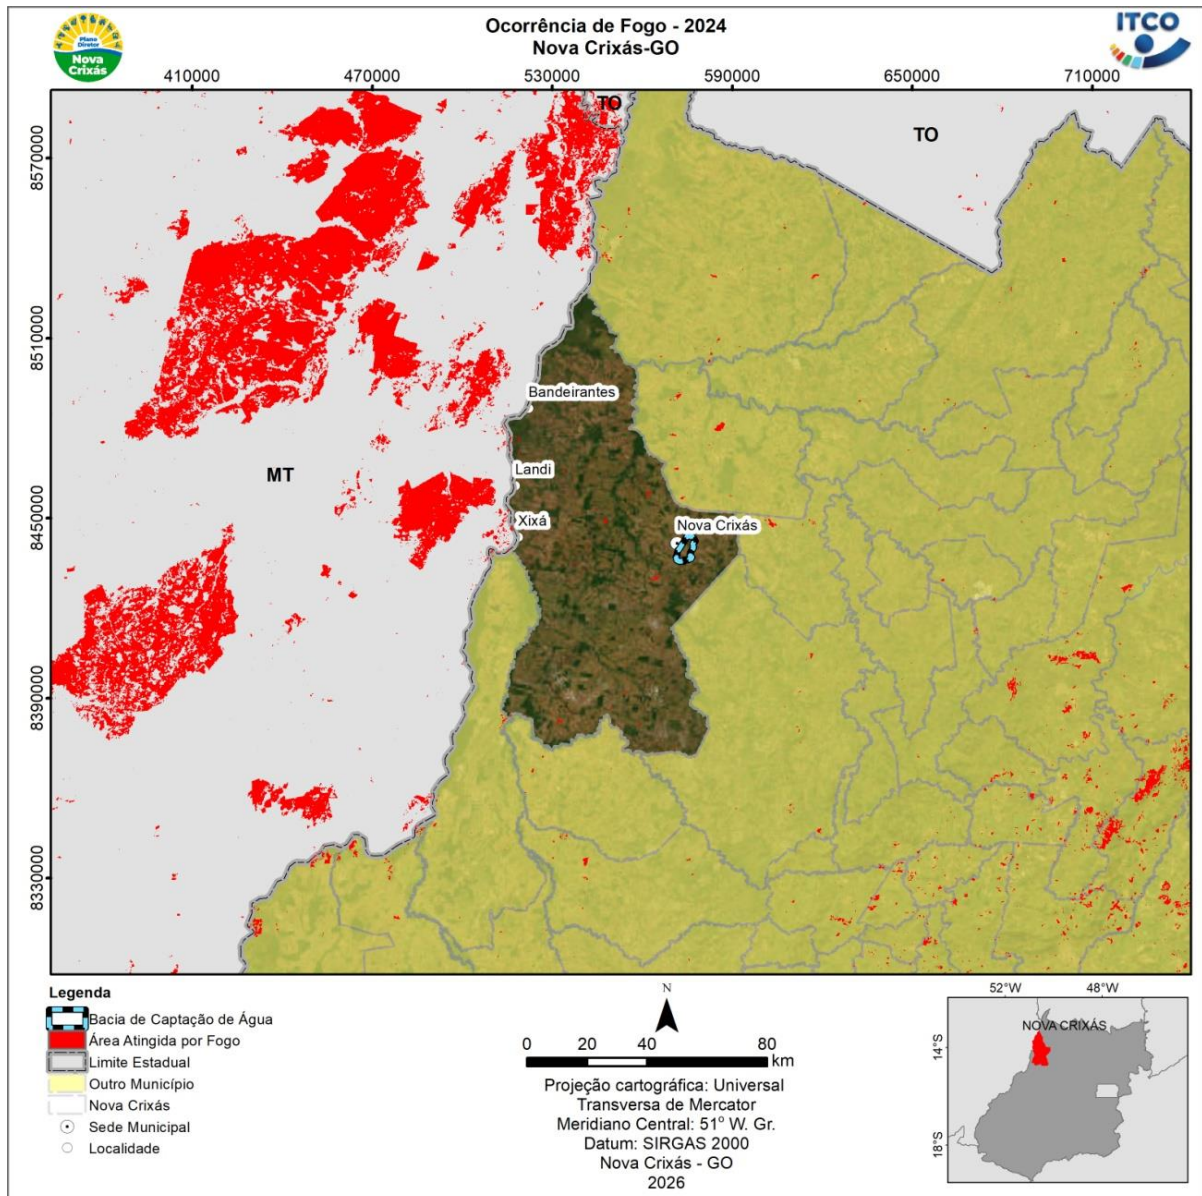 Ocorrência de Fogo - 2024
Nova Crixás-GO
Plano
Diretor
Nova
Crixás
ITCO
410000 470000 530000 590000 650000 710000
TO
TO
8570000
8510000
Bandeirantes
MT
Landi
Xixá
Nova Crixás
8450000
8390000
8330000
Legenda
Bacia de Captação de Água
Área Atingida por Fogo
Limite Estadual
Outro Município
Nova Crixás
Sede Municipal
Localidade
N
0 20 40 80
km
Projeção cartográfica: Universal
Transversa de Mercator
Meridiano Central: 51° W. Gr.
Datum: SIRGAS 2000
Nova Crixás - GO
2026
52°W 48°W
NOVA CRIXÁS
14°S
18°S